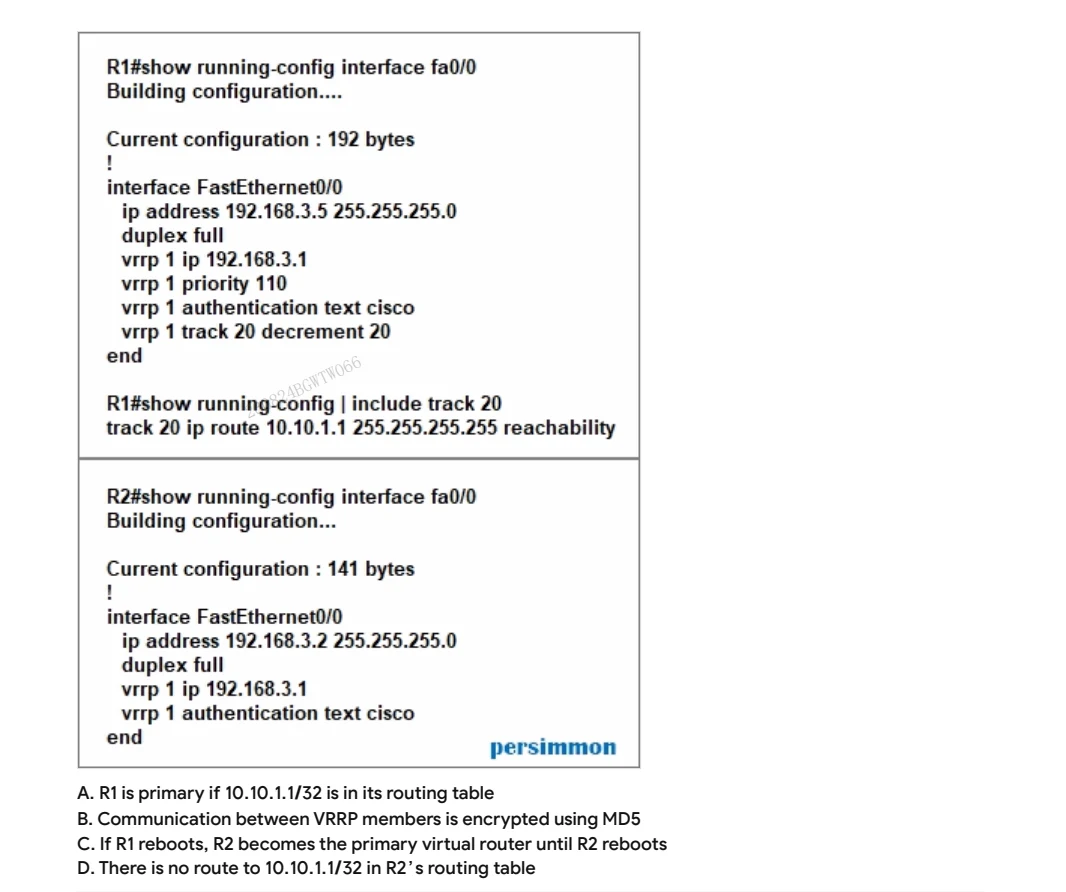 R1#show running-config interface fa0/0
Building configuration....
Current configuration : 192 bytes
!
interface FastEthernet0/0
ip address 192.168.3.5 255.255.255.0
duplex full
vrrp 1 ip 192.168.3.1
vrrp 1 priority 110
vrrp 1 authentication text cisco
vrrp 1 track 20 decrement 20
end
R1#show running-config | include track 20
track 20 ip route 10.10.1.1 255.255.255.255 reachability
R2#show running-config interface fa0/0
Building configuration...
Current configuration : 141 bytes
!
interface FastEthernet0/0
ip address 192.168.3.2 255.255.255.0
duplex full
vrrp 1 ip 192.168.3.1
vrrp 1 authentication text cisco
end
persimmon
A. R1 is primary if 10.10.1.1/32 is in its routing table
B. Communication between VRRP members is encrypted using MD5
C. If R1 reboots, R2 becomes the primary virtual router until R2 reboots
D. There is no route to 10.10.1.1/32 in R2’s routing table